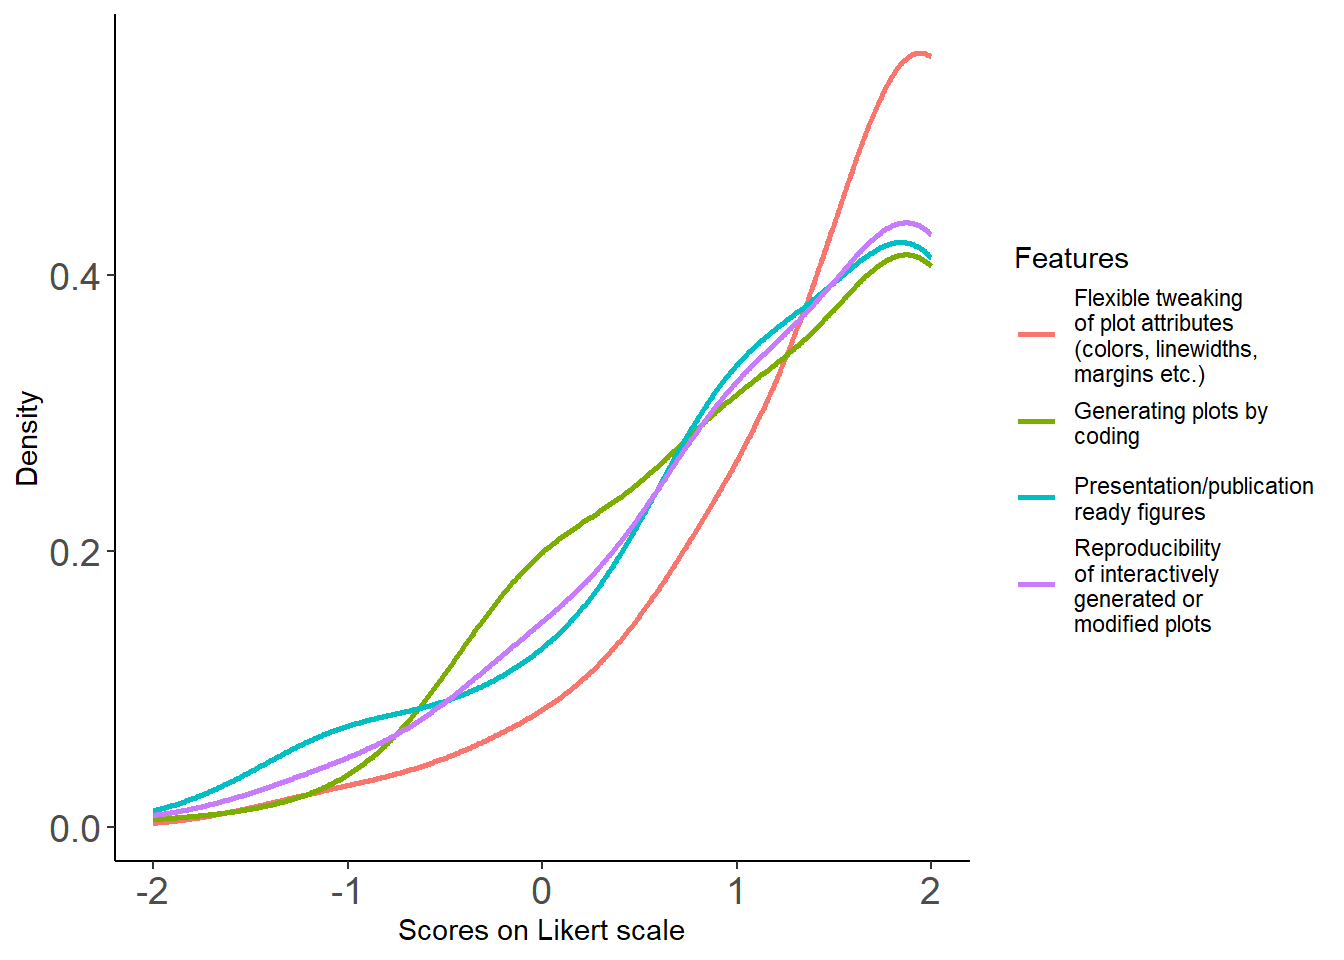 0.4
0.2
0.0
Density
-2
-1
0
1
2
Scores on Likert scale
Features
Flexible tweaking
of plot attributes
(colors, linewidths,
margins etc.)
Generating plots by
coding
Presentation/publication
ready figures
Reproducibility
of interactively
generated or
modified plots